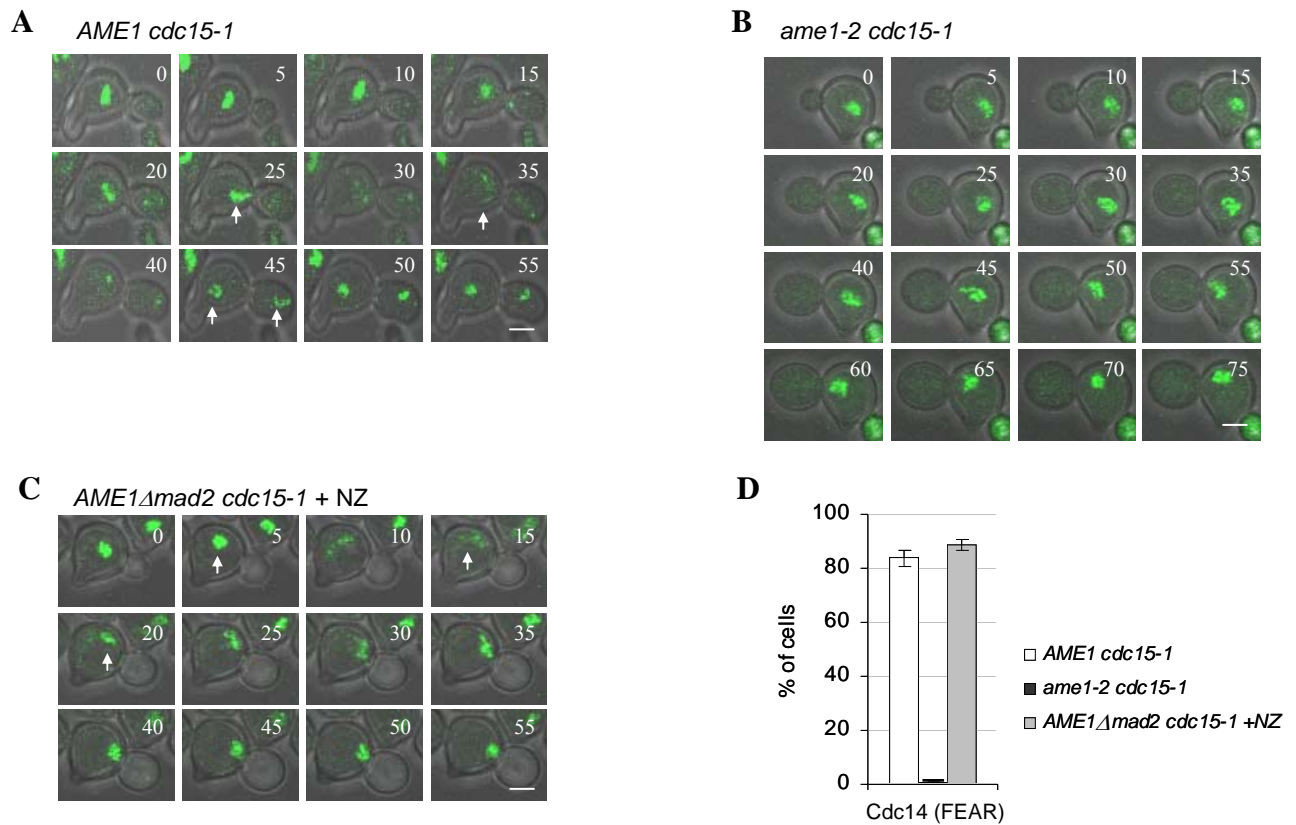 A
AME1 cdc15-1
0 5 10 15
20 25 30 35
40 45 50 55
B
ame1-2 cdc15-1
0 5 10 15
20 25 30 35
40 45 50 55
60 65 70 75
C
AME1Δmad2 cdc15-1 + NZ
0 5 10 15
20 25 30 35
40 45 50 55
D
100
80
60
40
20
0
% of cells
Cdc14 (FEAR)
AME1 cdc15-1
ame1-2 cdc15-1
AME1Δmad2 cdc15-1 +NZ